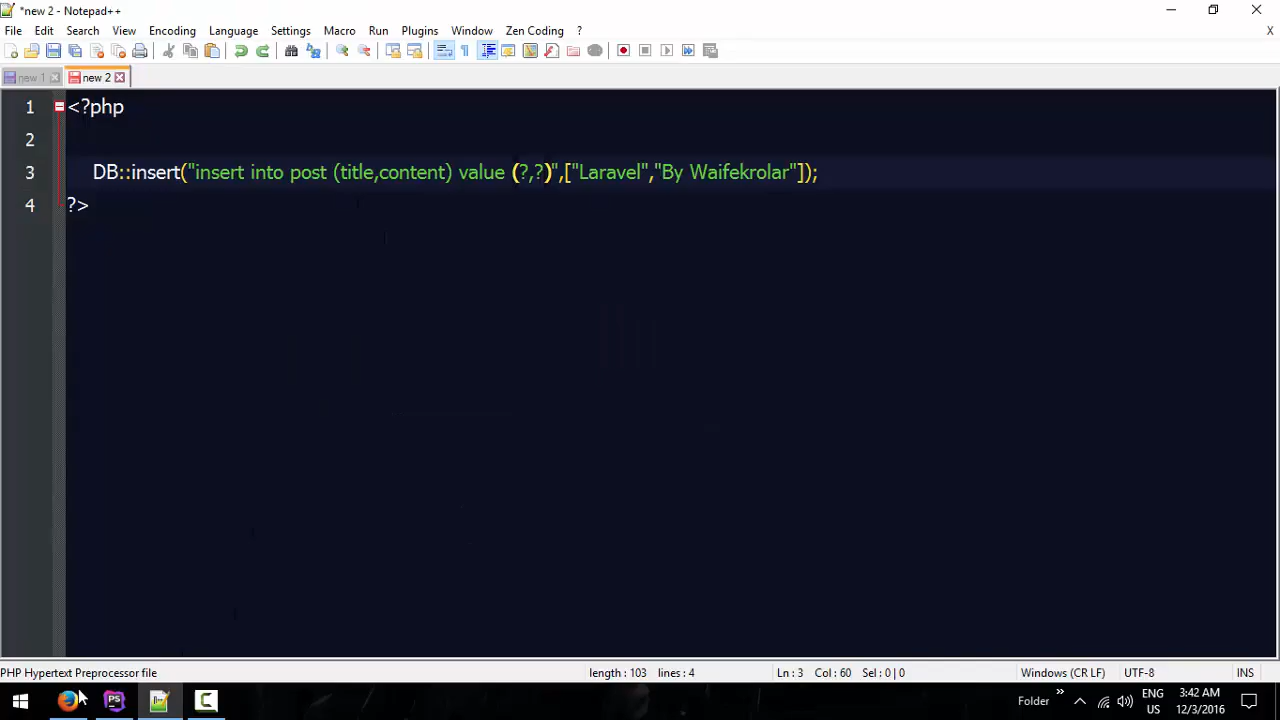 *new 2 - Notepad++
File Edit Search View Encoding Language Settings Macro Run Plugins Window Zen Coding ? X
new 1 new 2
1 <?php
2
3 DB::insert("insert into post (title,content) value (?,?)",["Laravel","By Waifekrolar"]);
4 ?>
PHP Hypertext Preprocessor file length : 103 lines : 4 Ln : 3 Col : 60 Sel : 0 | 0 Windows (CR LF) UTF-8 INS
PS Folder ENG 3:42 AM
US 12/3/2016